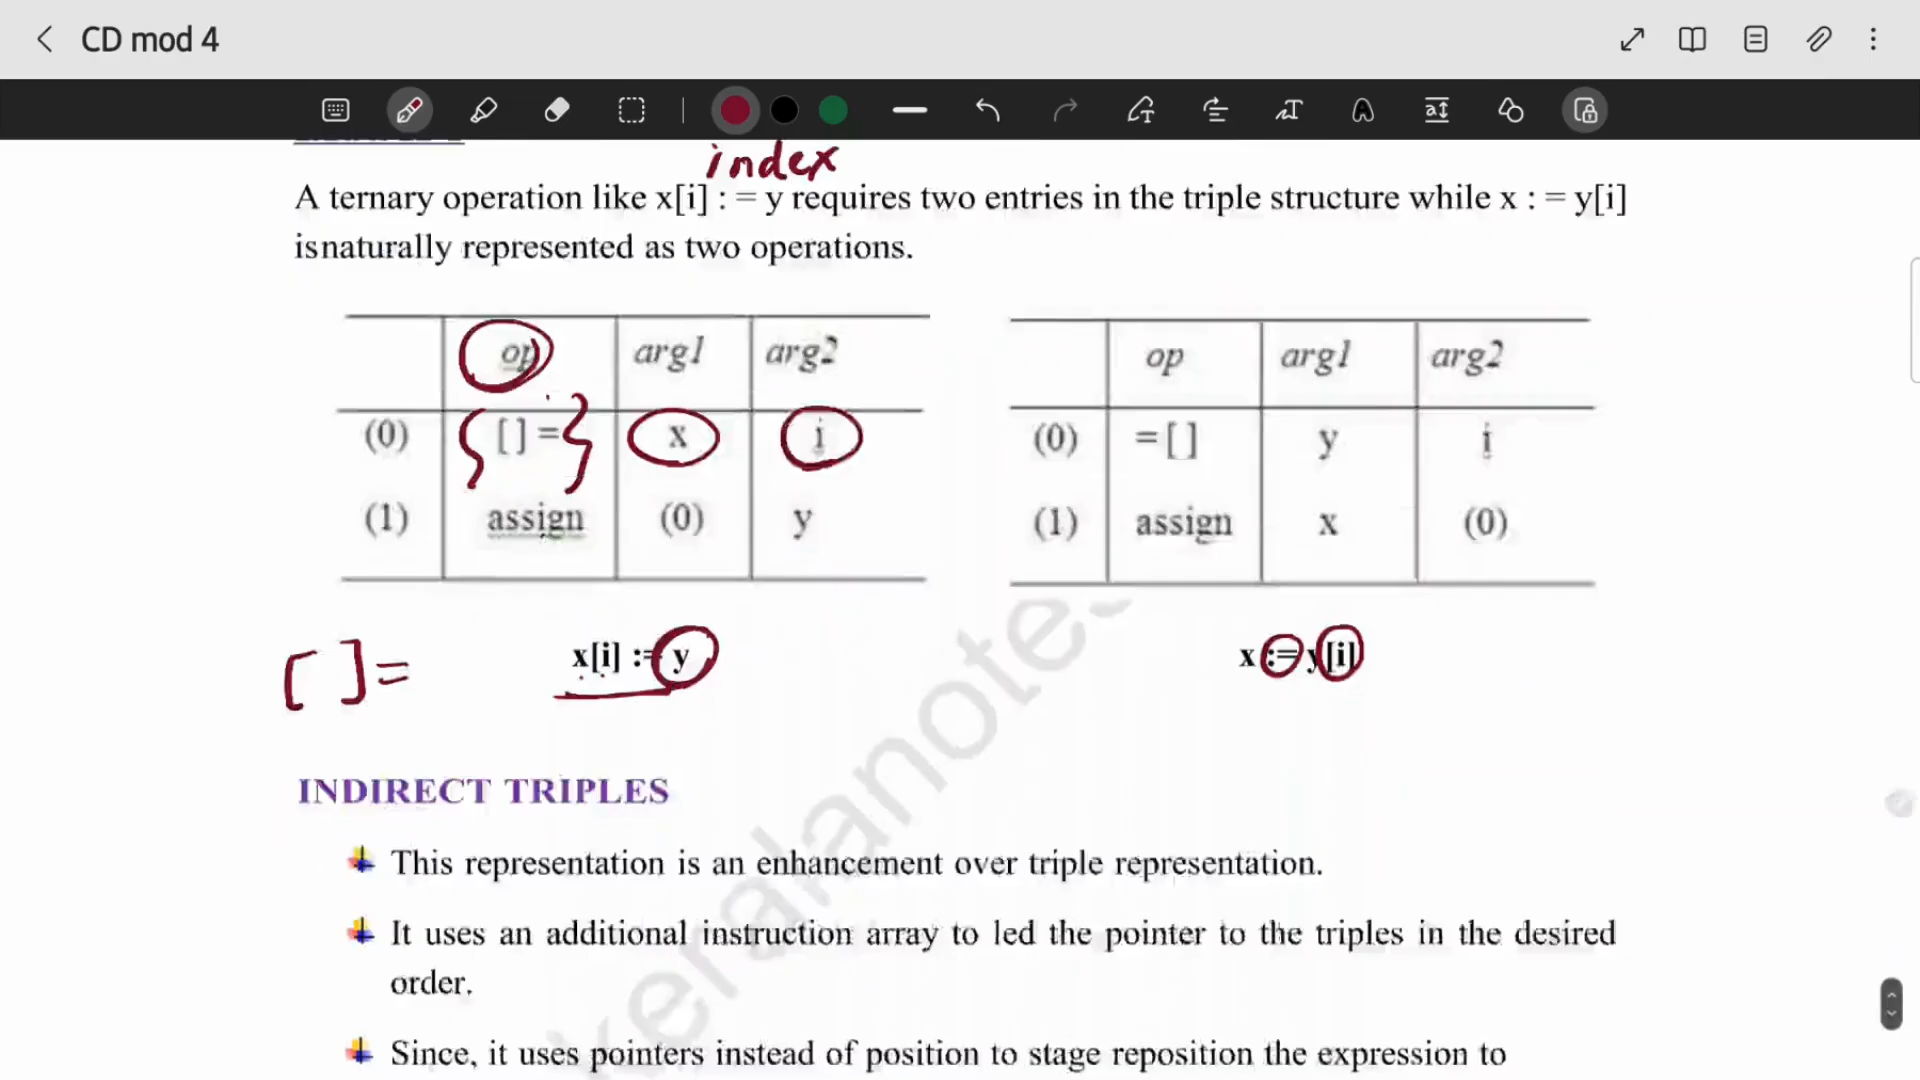 CD mod 4
index
A ternary operation like x[i] : = y requires two entries in the triple structure while x : = y[i]
isnaturally represented as two operations.
op arg1 arg2
(0) [ ] = x i
(1) assign (0) y
op arg1 arg2
(0) = [ ] y i
(1) assign x (0)
[ ] =
x[i] := y
x := y[i]
INDIRECT TRIPLES
This representation is an enhancement over triple representation.
It uses an additional instruction array to led the pointer to the triples in the desired
order.
Since, it uses pointers instead of position to stage reposition the expression to
keralanotes